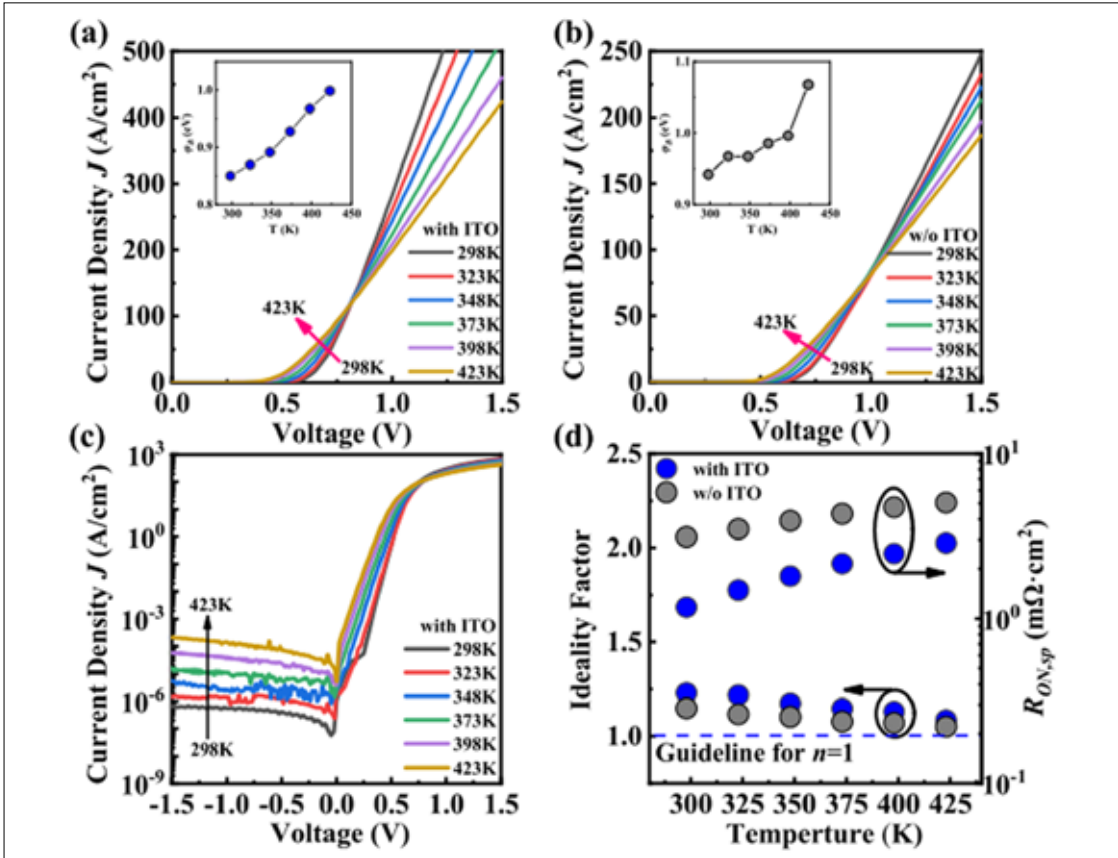 (a)
500
400
300
200
100
0
Current Density J (A/cm²)
1.0
0.9
0.8
φB (eV)
300 350 400 450
T (K)
with ITO
298K
323K
348K
373K
398K
423K
423K
298K
0.0 0.5 1.0 1.5
Voltage (V)
(b)
250
200
150
100
50
0
Current Density J (A/cm²)
1.1
1.0
0.9
φB (eV)
300 350 400 450
T (K)
w/o ITO
298K
323K
348K
373K
398K
423K
423K
298K
0.0 0.5 1.0 1.5
Voltage (V)
(c)
10³
10⁰
10⁻³
10⁻⁶
10⁻⁹
Current Density J (A/cm²)
423K
298K
with ITO
298K
323K
348K
373K
398K
423K
-1.5 -1.0 -0.5 0.0 0.5 1.0 1.5
Voltage (V)
(d)
2.5
2.0
1.5
1.25
1.0
Ideality Factor
with ITO
w/o ITO
Guideline for n=1
10¹
10⁰
10⁻¹
RON,sp (mΩ·cm²)
300 325 350 375 400 425
Temperture (K)